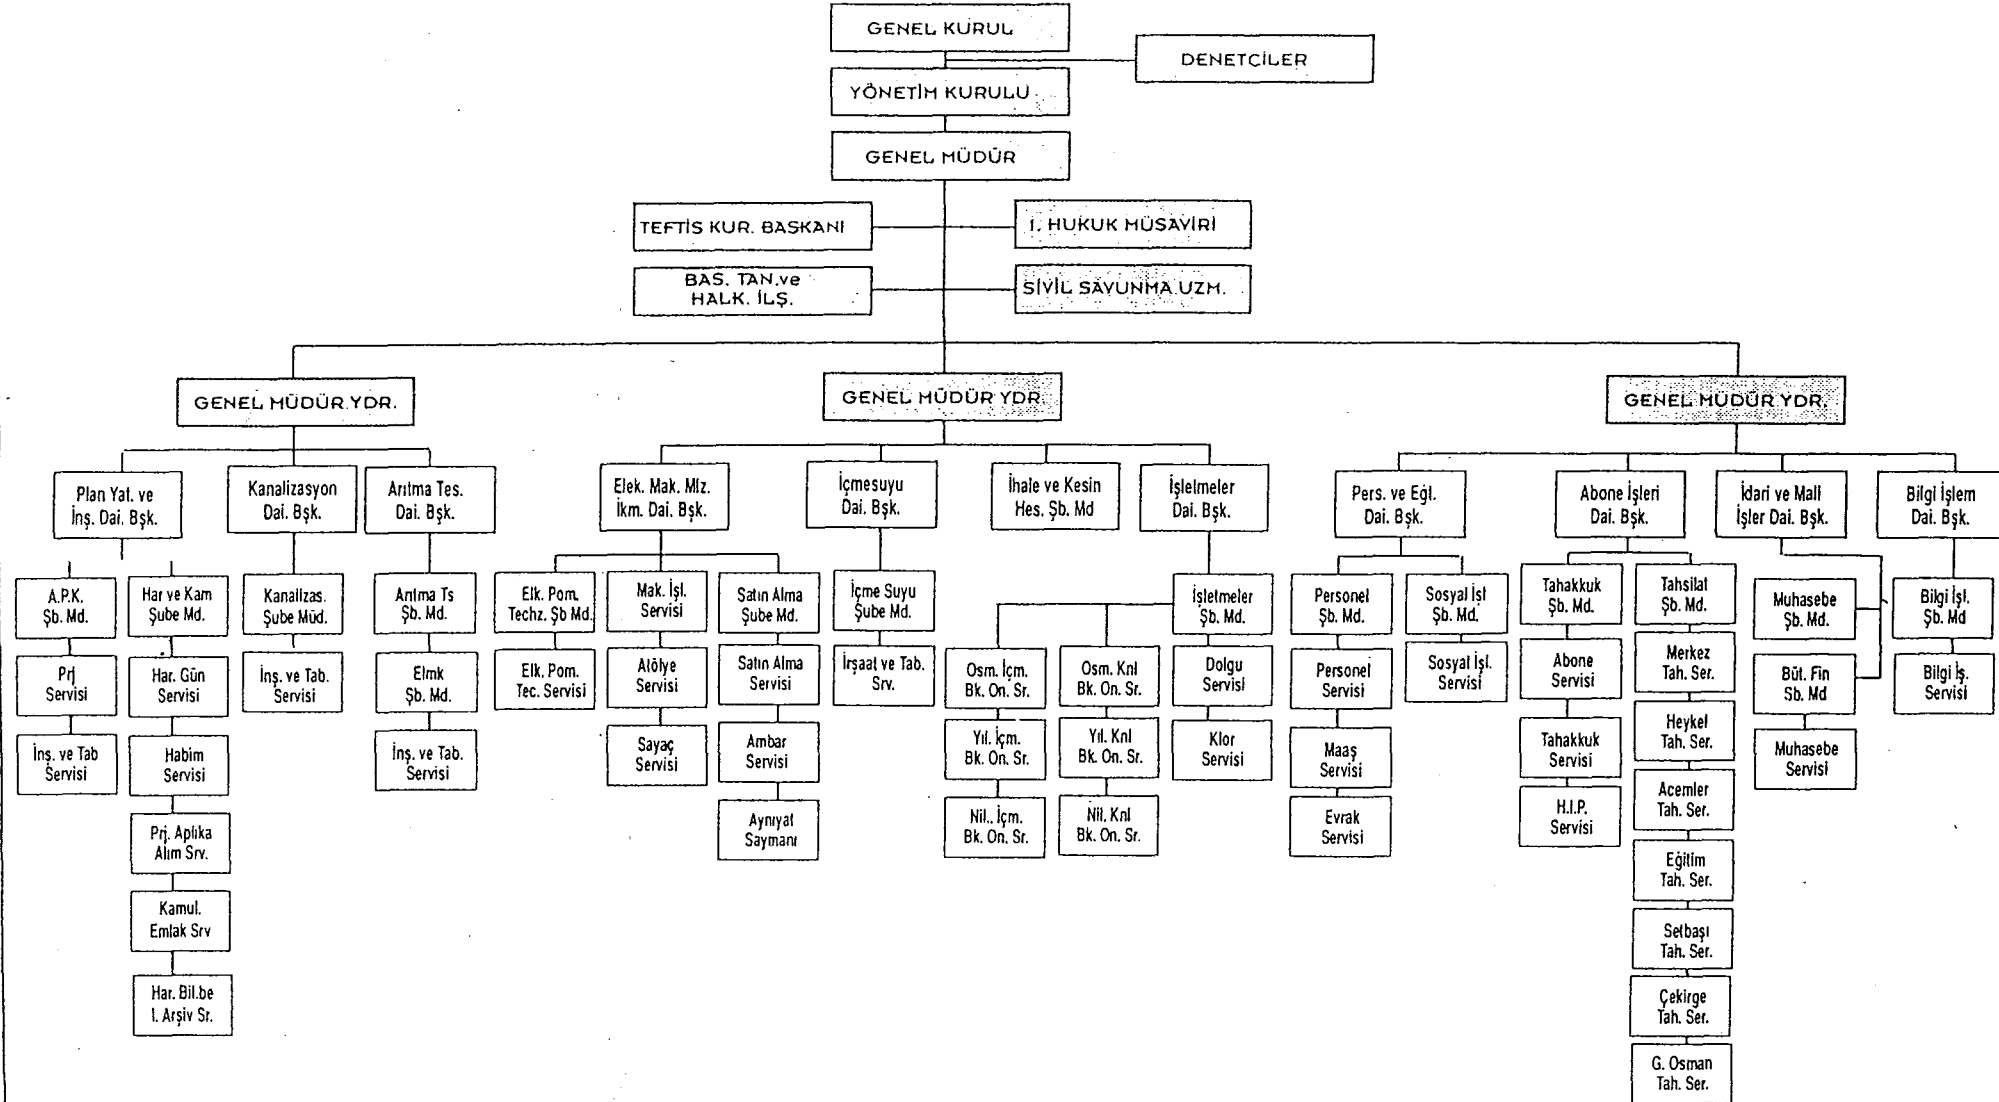 GENEL KURUL
DENETCİLER
YÖNETİM KURULU
GENEL MÜDÜR
TEFTİS KUR. BASKANI
1. HUKUK MÜSAVİRİ
BAS. TAN.ve
HALK. İLŞ.
SİVİL SAVUNMA UZM.
GENEL MÜDÜR YDR.
GENEL MÜDÜR YDR.
GENEL MÜDÜR YDR.
Plan Yat. ve
İnş. Dai. Bşk.
Kanalizasyon
Dai. Bşk.
Arıtma Tes.
Dai. Bşk.
Elek. Mak. Mlz.
İkm. Dai. Bşk.
İçmesuyu
Dai. Bşk.
İhale ve Kesin
Hes. Şb. Md
İşletmeler
Dai. Bşk.
Pers. ve Eğt.
Dai. Bşk.
Abone İşleri
Dai. Bşk.
İdari ve Mali
İşler Dai. Bşk.
Bilgi İşlem
Dai. Bşk.
A.P.K.
Şb. Md.
Har ve Kam
Şube Md.
Kanalizas.
Şube Müd.
Arıtma Ts
Şb. Md.
Elk. Pom.
Techz. Şb Md.
Mak. İşl.
Servisi
Satın Alma
Şube Md.
İçme Suyu
Şube Md.
İşletmeler
Şb. Md.
Personel
Şb. Md.
Sosyal İşl
Şb. Md.
Tahakkuk
Şb. Md.
Tahsilat
Şb. Md.
Muhasebe
Şb. Md.
Bilgi İşl.
Şb. Md
Prj
Servisi
Har. Gün
Servisi
İnş. ve Tab.
Servisi
Elmk
Şb. Md.
Elk. Pom.
Tec. Servisi
Atölye
Servisi
Satın Alma
Servisi
İrşaat ve Tab.
Srv.
Osm. İçm.
Bk. On. Sr.
Osm. Knl
Bk. On. Sr.
Dolgu
Servisi
Personel
Servisi
Sosyal İşl.
Servisi
Abone
Servisi
Merkez
Tah. Ser.
Büt. Fin
Sb. Md
Bilgi İş.
Servisi
İnş. ve Tab
Servisi
Habim
Servisi
İnş. ve Tab.
Servisi
Sayaç
Servisi
Ambar
Servisi
Yıl. İçm.
Bk. On. Sr.
Yıl. Knl
Bk. On. Sr.
Klor
Servisi
Maaş
Servisi
Tahakkuk
Servisi
Heykel
Tah. Ser.
Muhasebe
Servisi
Prj. Aplika
Alım Srv.
Aynıyat
Saymanı
Nil.. İçm.
Bk. On. Sr.
Nil. Knl
Bk. On. Sr.
Evrak
Servisi
H.I.P.
Servisi
Acemler
Tah. Ser.
Kamul.
Emlak Srv
Eğitim
Tah. Ser.
Har. Bil.be
I. Arşiv Sr.
Setbaşı
Tah. Ser.
Çekirge
Tah. Ser.
G. Osman
Tah. Ser.